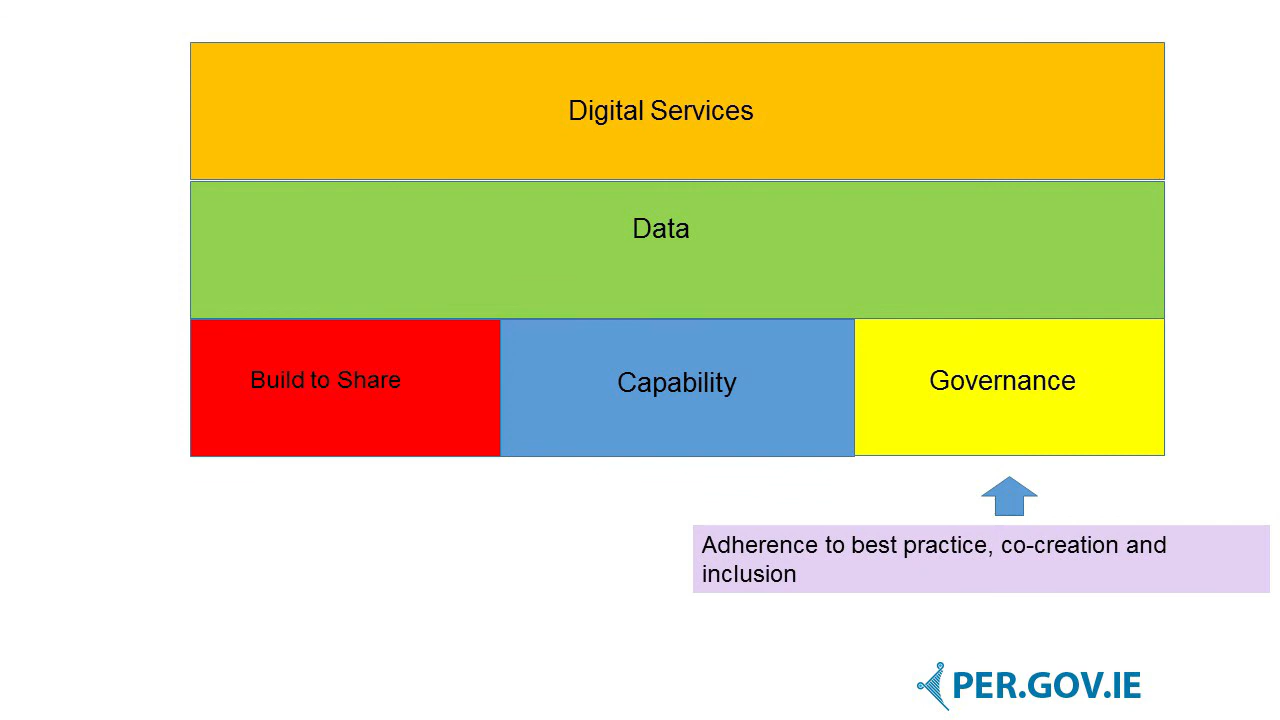 Digital Services
Data
Build to Share
Capability
Governance
Adherence to best practice, co-creation and
inclusion
PER.GOV.IE